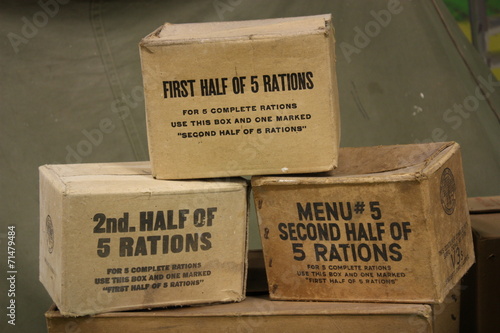 FIRST HALF OF 5 RATIONS
FOR 5 COMPLETE RATIONS
USE THIS BOX AND ONE MARKED
"SECOND HALF OF 5 RATIONS"
2nd. HALF OF
5 RATIONS
FOR 5 COMPLETE RATIONS
USE THIS BOX AND ONE MARKED
"FIRST HALF OF 5 RATIONS"
MENU# 5
SECOND HALF OF
5 RATIONS
FOR 5 COMPLETE RATIONS
USE THIS BOX AND ONE MARKED
"FIRST HALF OF 5 RATIONS"
Adobe Stock | #71479484